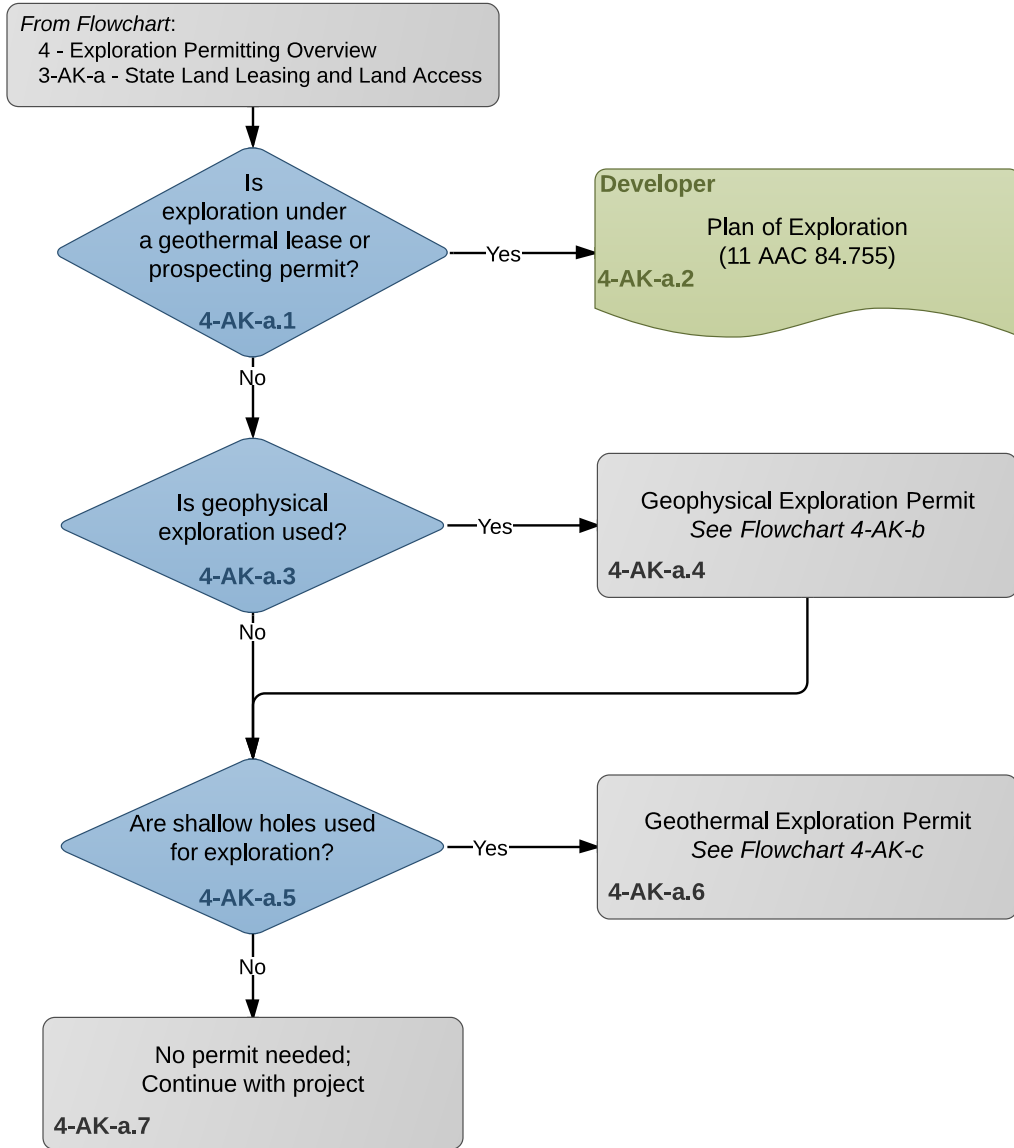 From Flowchart:
4 - Exploration Permitting Overview
3-AK-a - State Land Leasing and Land Access
Is
exploration under
a geothermal lease or
prospecting permit?
4-AK-a.1
Yes
Developer
Plan of Exploration
(11 AAC 84.755)
4-AK-a.2
No
Is geophysical
exploration used?
4-AK-a.3
Yes
Geophysical Exploration Permit
See Flowchart 4-AK-b
4-AK-a.4
No
Are shallow holes used
for exploration?
4-AK-a.5
Yes
Geothermal Exploration Permit
See Flowchart 4-AK-c
4-AK-a.6
No
No permit needed;
Continue with project
4-AK-a.7